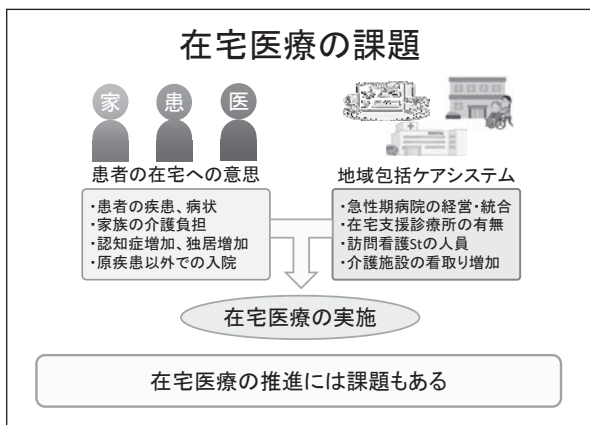 在宅医療の課題
家 患 医
患者の在宅への意思
・患者の疾患、病状
・家族の介護負担
・認知症増加、独居増加
・原疾患以外での入院
地域包括ケアシステム
・急性期病院の経営・統合
・在宅支援診療所の有無
・訪問看護Stの人員
・介護施設の看取り増加
在宅医療の実施
在宅医療の推進には課題もある